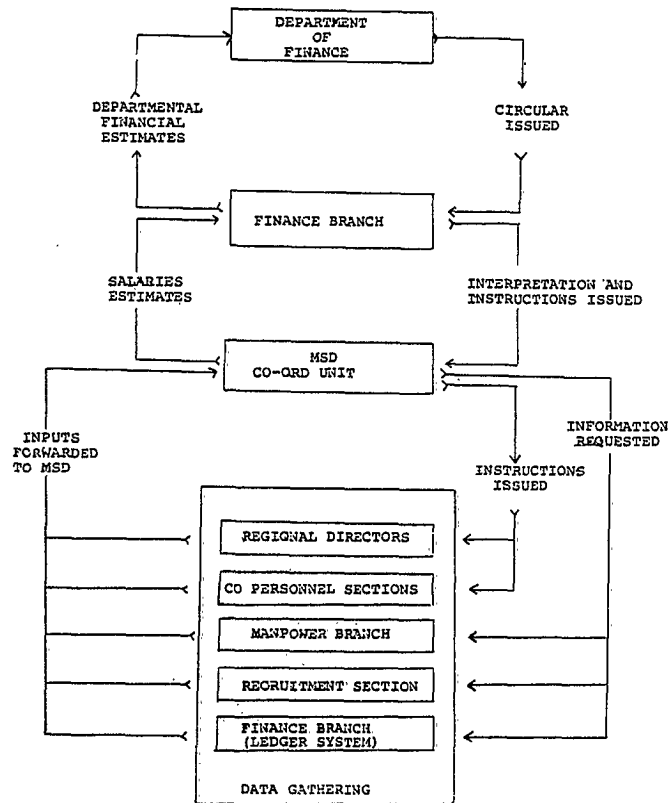 DEPARTMENT
OF
FINANCE
DEPARTMENTAL
FINANCIAL
ESTIMATES
CIRCULAR
ISSUED
FINANCE BRANCH
SALARIES
ESTIMATES
INTERPRETATION AND
INSTRUCTIONS ISSUED
MSD
CO-ORD UNIT
INPUTS
FORWARDED
TO MSD
INFORMATION
REQUESTED
INSTRUCTIONS
ISSUED
REGIONAL DIRECTORS
CO PERSONNEL SECTIONS
MANPOWER BRANCH
RECRUITMENT SECTION
FINANCE BRANCH
(LEDGER SYSTEM)
DATA GATHERING